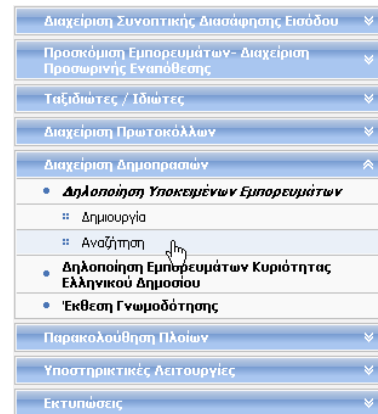 Διαχείριση Συνοπτικής Διασάφησης Εισόδου
Προσκόμιση Εμπορευμάτων- Διαχείριση
Προσωρινής Εναπόθεσης
Ταξιδιώτες / Ιδιώτες
Διαχείριση Πρωτοκόλλων
Διαχείριση Δημοπρασιών
Δηλοποίηση Υποκειμένων Εμπορευμάτων
Δημιουργία
Αναζήτηση
Δηλοποίηση Εμπορευμάτων Κυριότητας
Ελληνικού Δημοσίου
Έκθεση Γνωμοδότησης
Παρακολούθηση Πλοίων
Υποστηρικτικές Λειτουργίες
Εκτυπώσεις